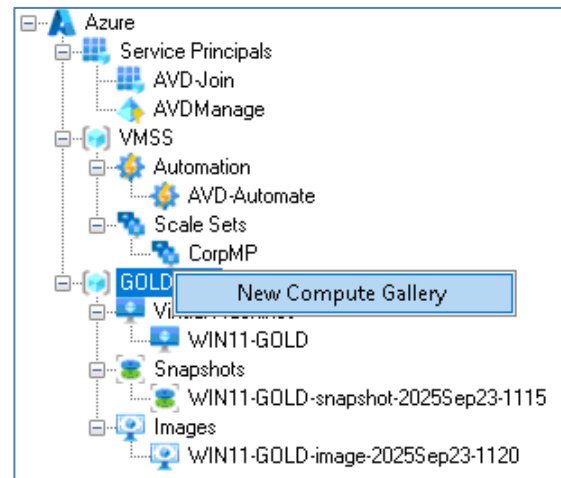 Azure
Service Principals
AVD-Join
AVDManage
VMSS
Automation
AVD-Automate
Scale Sets
CorpMP
GOLD
New Compute Gallery
WIN11-GOLD
Snapshots
WIN11-GOLD-snapshot-2025Sep23-1115
Images
WIN11-GOLD-image-2025Sep23-1120